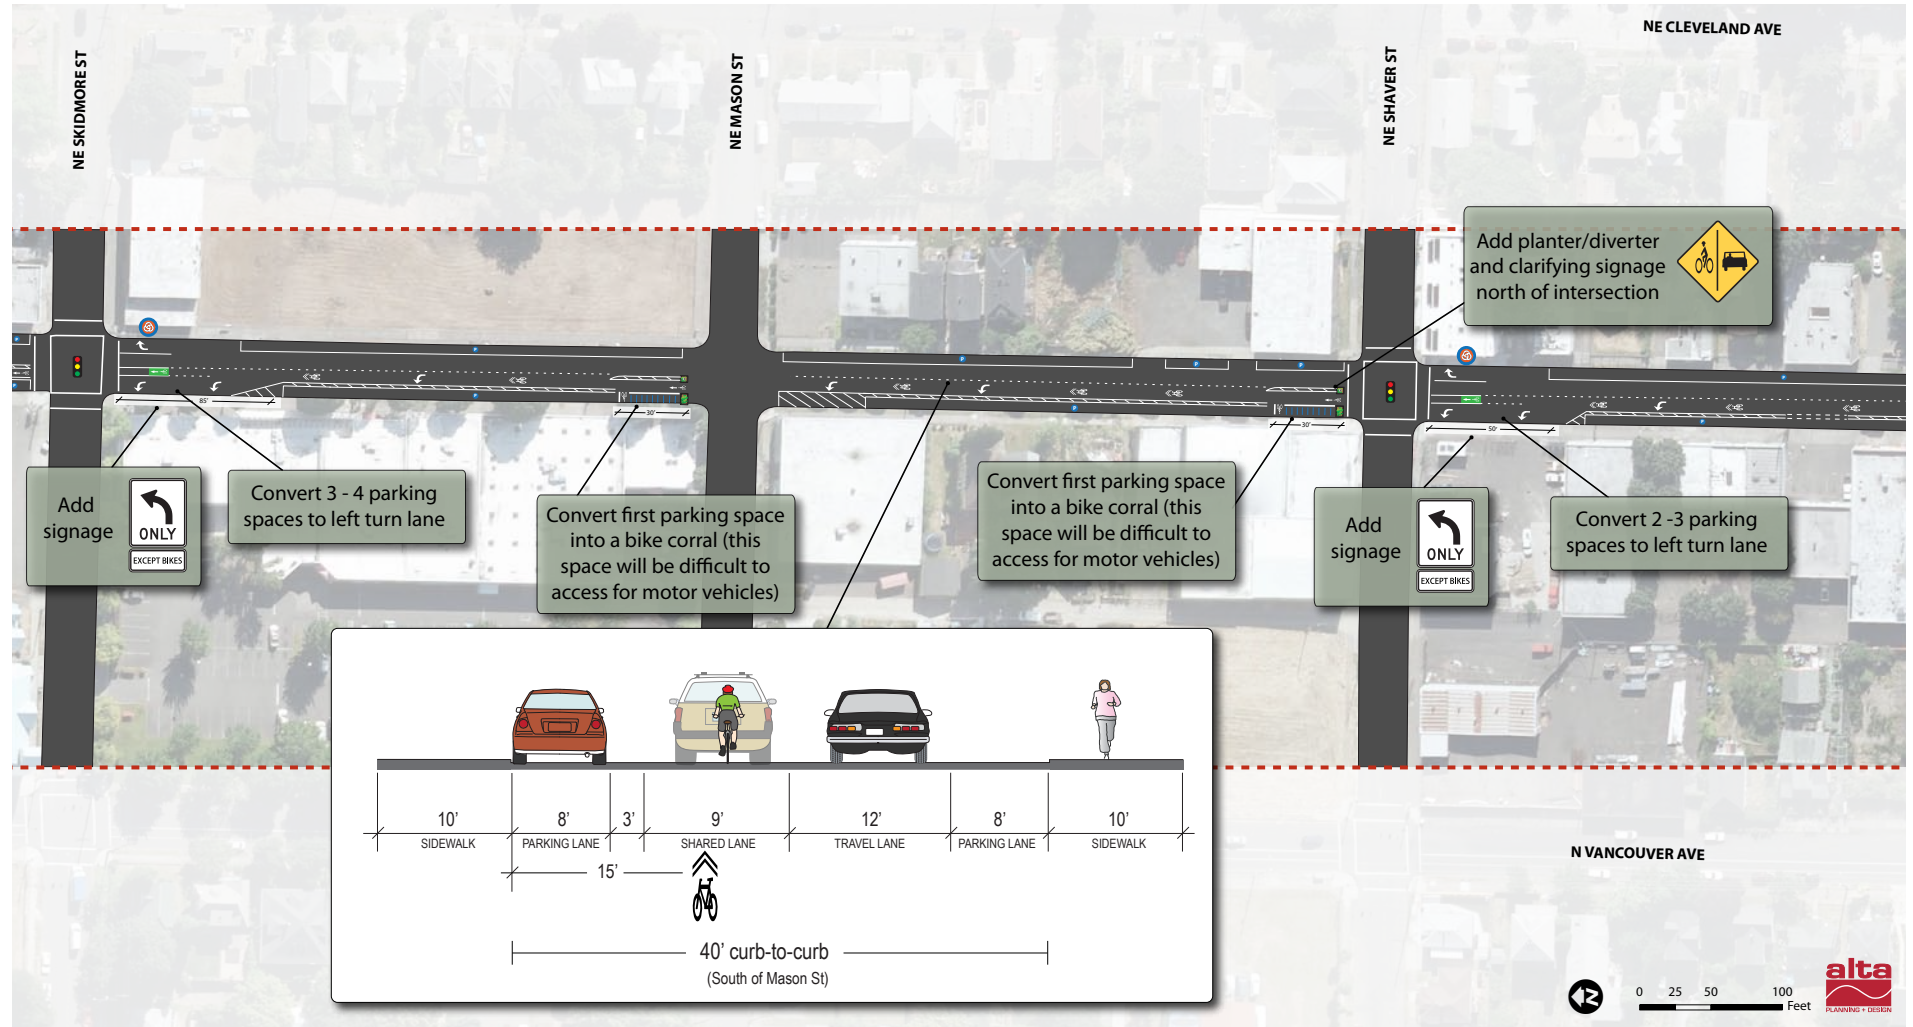 NE CLEVELAND AVE
NE SKIDMORE ST
NE MASON ST
NE SHAVER ST
Add planter/diverter
and clarifying signage
north of intersection
85'
30'
30'
50'
Add
signage
ONLY
EXCEPT BIKES
Convert 3 - 4 parking
spaces to left turn lane
Convert first parking space
into a bike corral (this
space will be difficult to
access for motor vehicles)
Convert first parking space
into a bike corral (this
space will be difficult to
access for motor vehicles)
Add
signage
ONLY
EXCEPT BIKES
Convert 2 -3 parking
spaces to left turn lane
10’ 8’ 3’ 9’ 12’ 8’ 10’
SIDEWALK PARKING LANE SHARED LANE TRAVEL LANE PARKING LANE SIDEWALK
15’
40’ curb-to-curb
(South of Mason St)
N VANCOUVER AVE
N
0 25 50 100
Feet
alta
PLANNING + DESIGN